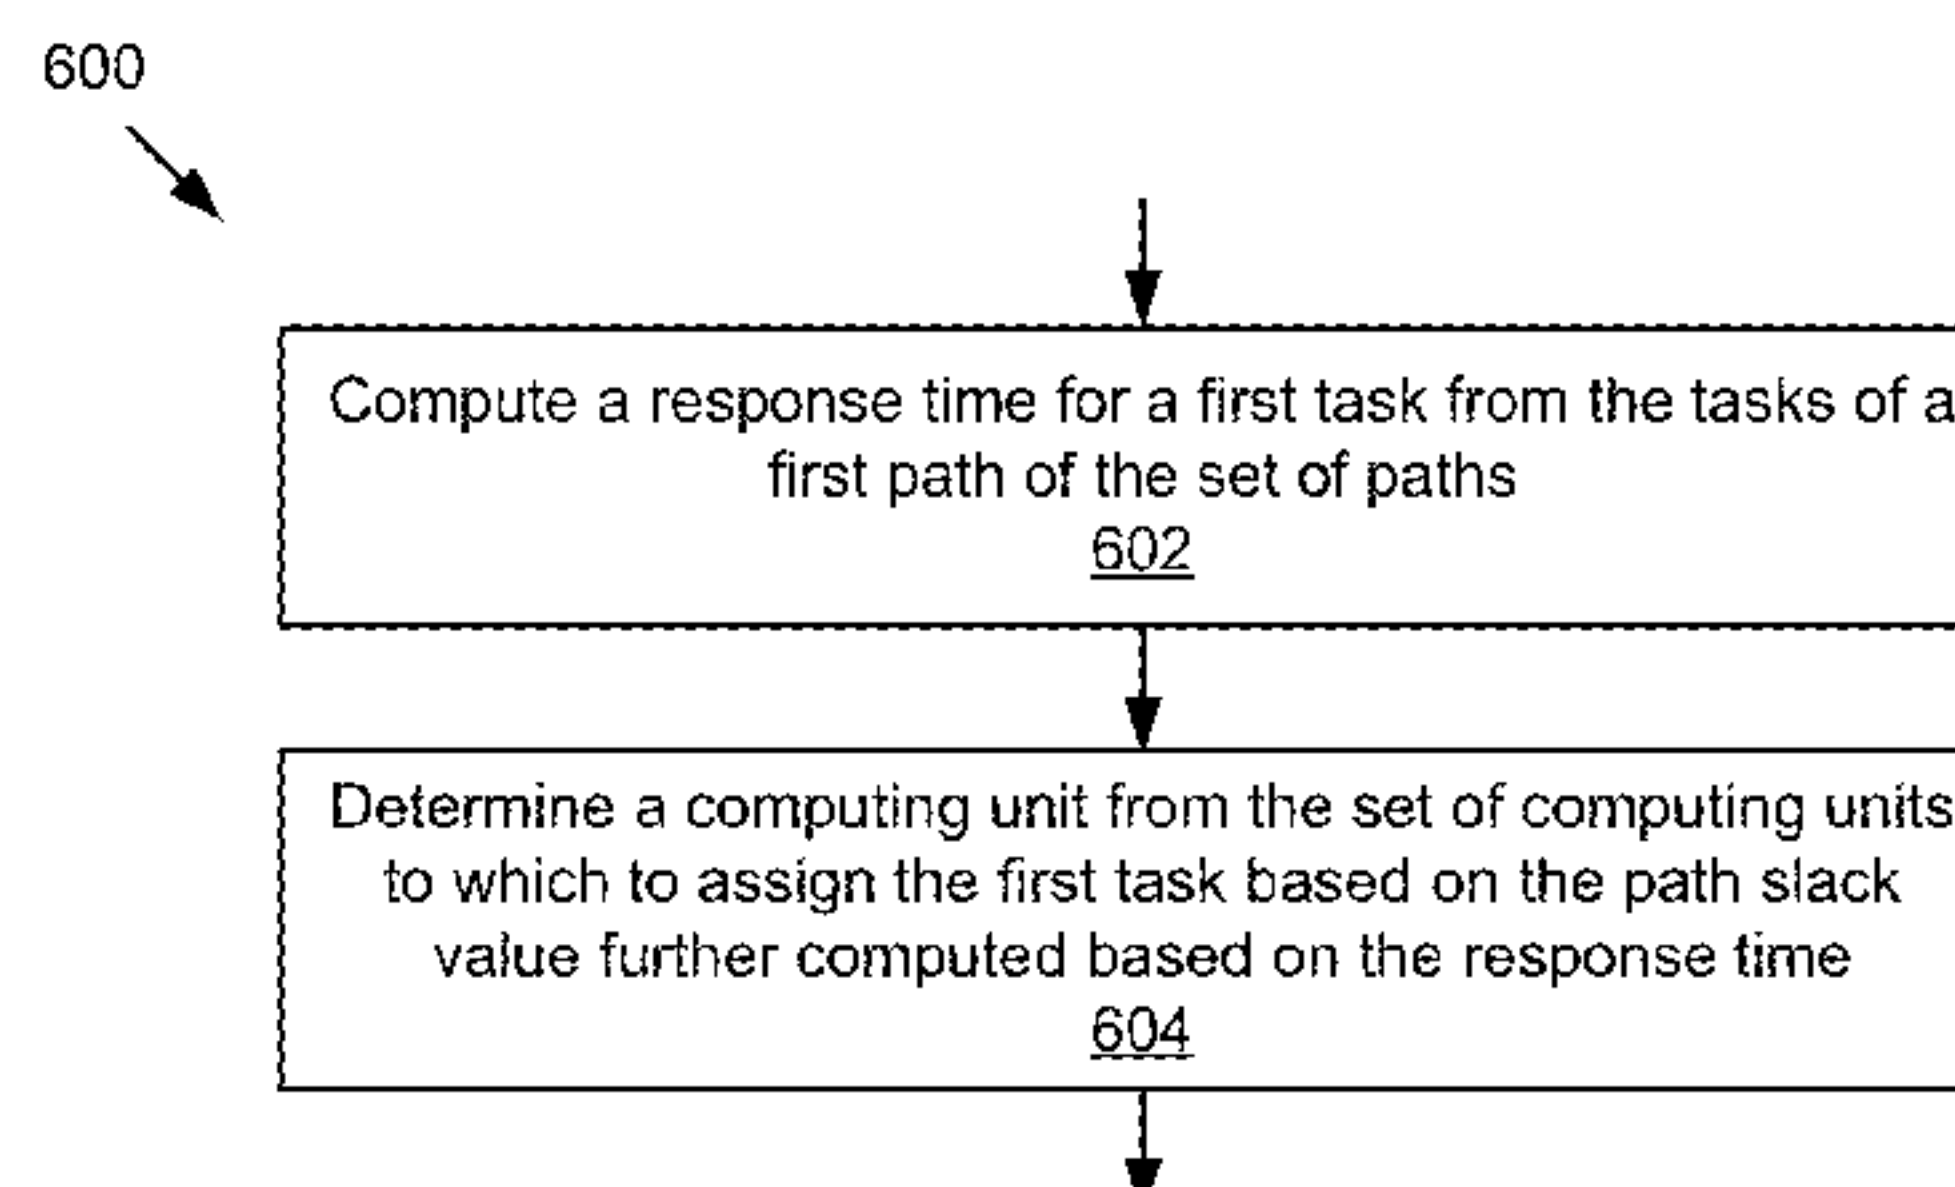 600
Compute a response time for a first task from the tasks of a
first path of the set of paths
602
Determine a computing unit from the set of computing units
to which to assign the first task based on the path slack
value further computed based on the response time
604